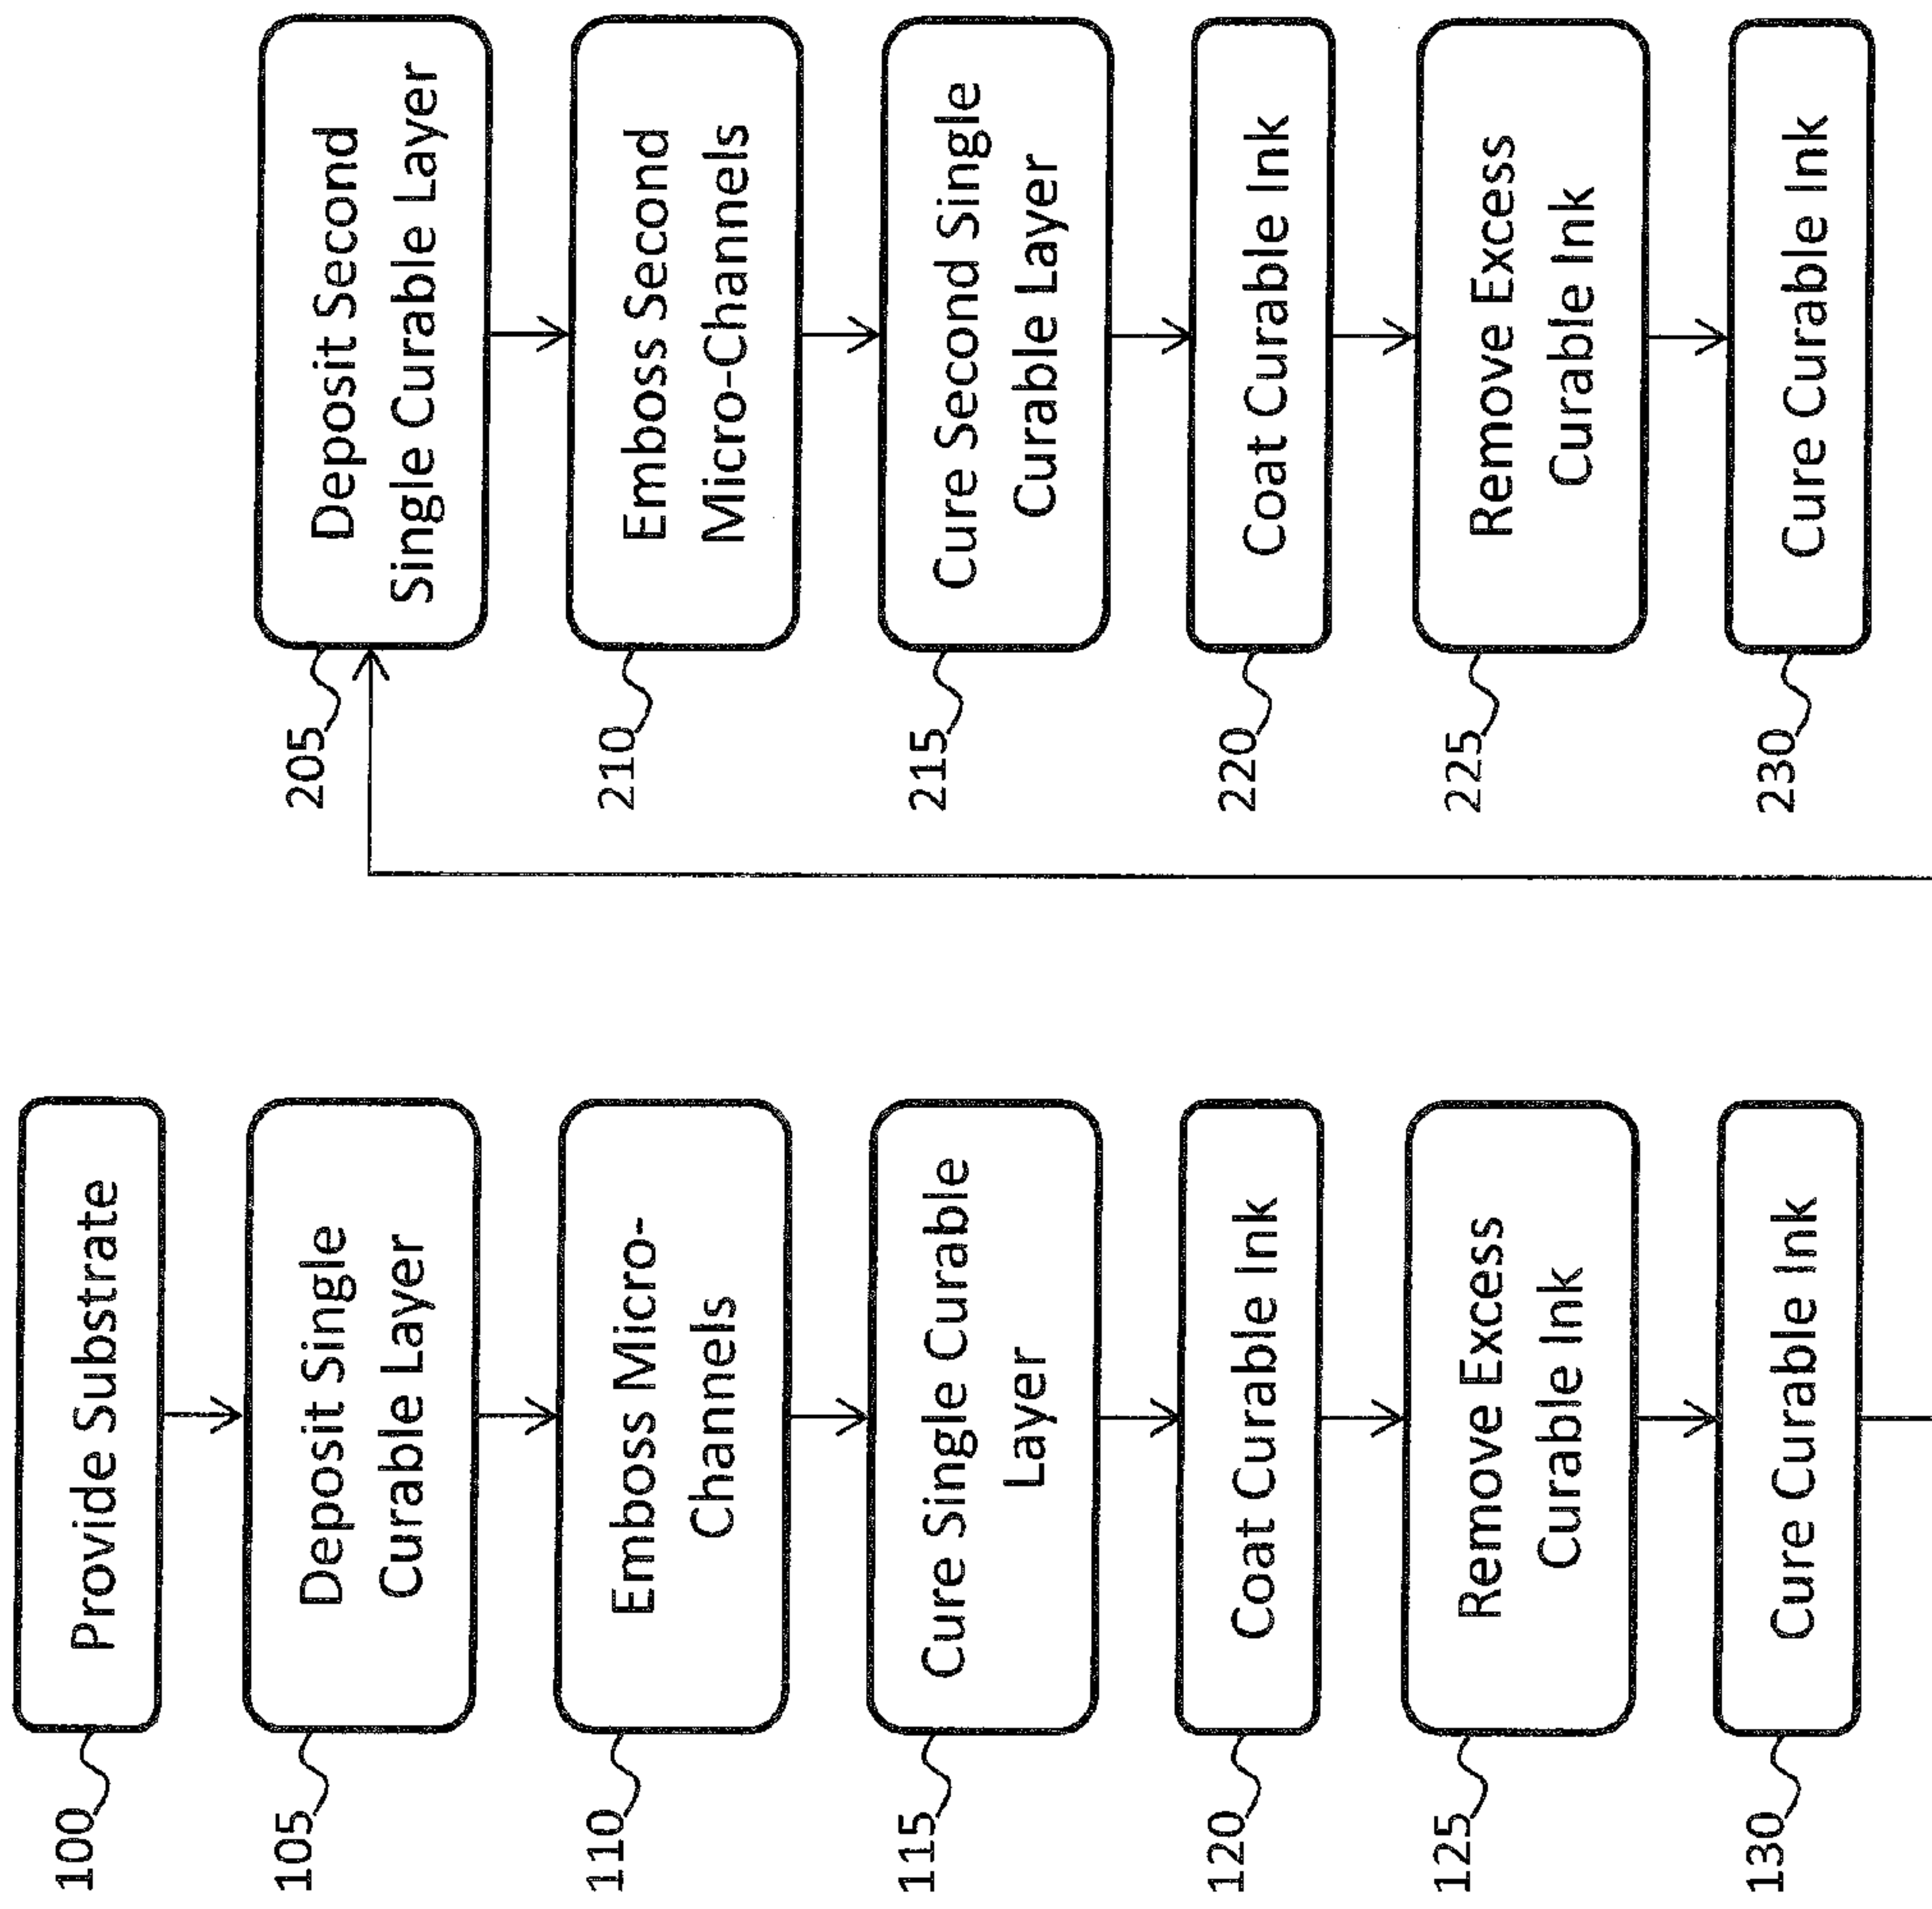 100
Provide Substrate
105
Deposit Single
Curable Layer
110
Emboss Micro-
Channels
115
Cure Single Curable
Layer
120
Coat Curable Ink
125
Remove Excess
Curable Ink
130
Cure Curable Ink
205
Deposit Second
Single Curable Layer
210
Emboss Second
Micro-Channels
215
Cure Second Single
Curable Layer
220
Coat Curable Ink
225
Remove Excess
Curable Ink
230
Cure Curable Ink